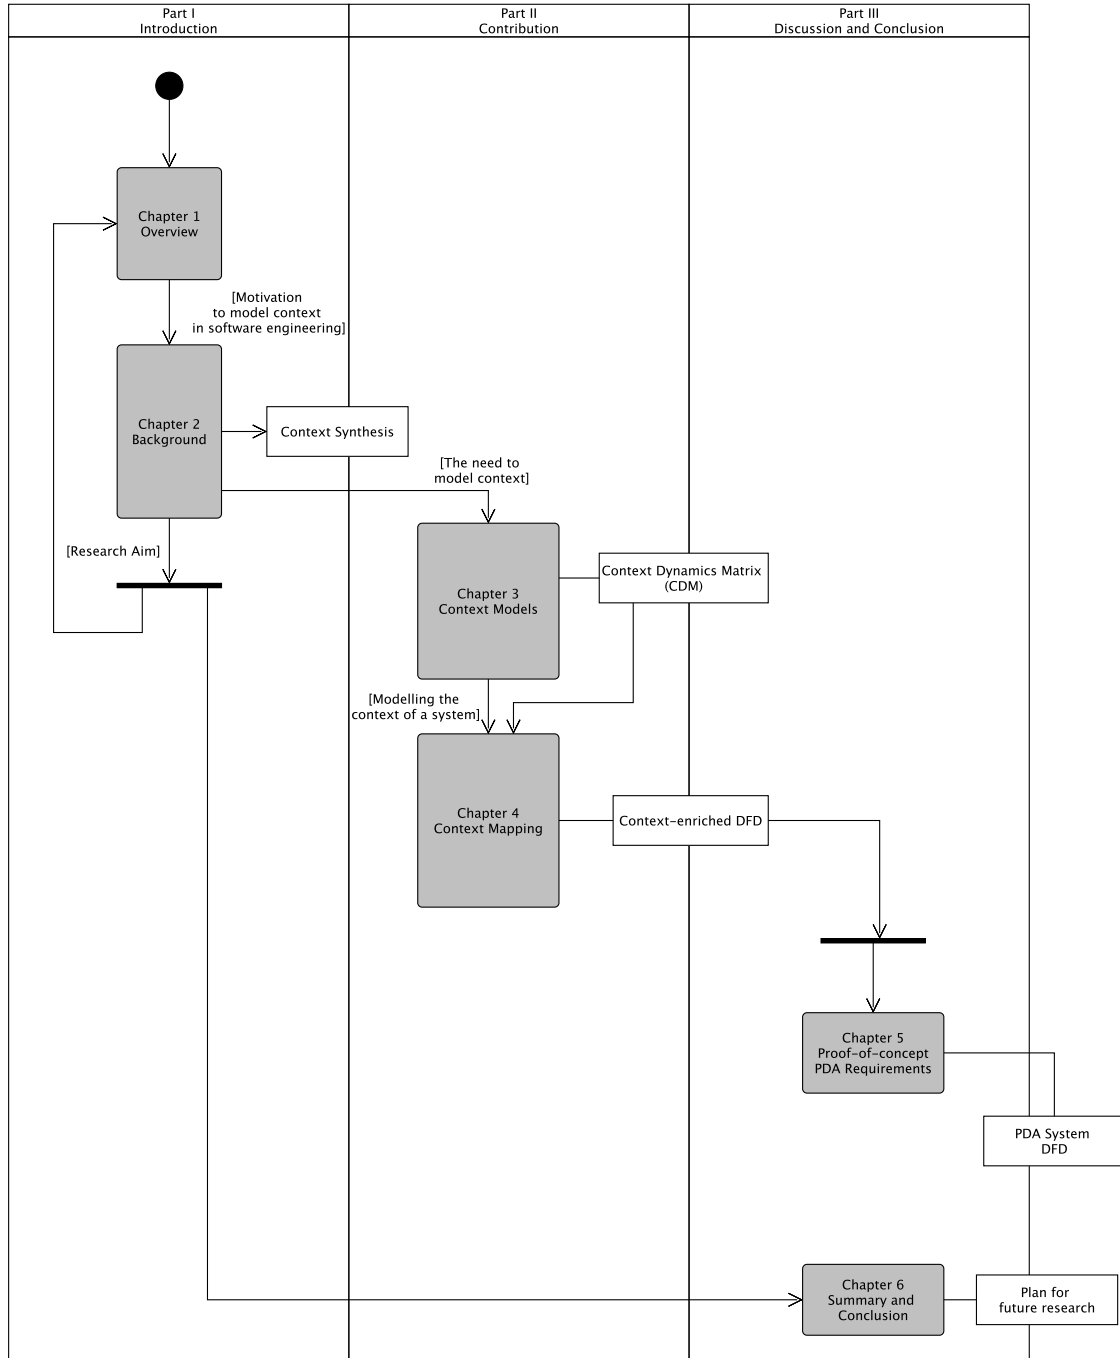 Part I
Introduction
Part II
Contribution
Part III
Discussion and Conclusion
Chapter 1
Overview
[Motivation
to model context
in software engineering]
Chapter 2
Background
Context Synthesis
[The need to
model context]
[Research Aim]
Chapter 3
Context Models
Context Dynamics Matrix
(CDM)
[Modelling the
context of a system]
Chapter 4
Context Mapping
Context-enriched DFD
Chapter 5
Proof-of-concept
PDA Requirements
PDA System
DFD
Chapter 6
Summary and
Conclusion
Plan for
future research